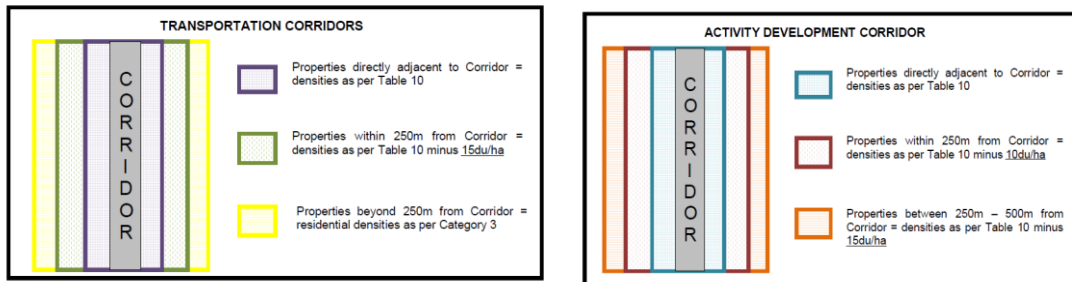 TRANSPORTATION CORRIDORS
CORRIDOR
Properties directly adjacent to Corridor =
densities as per Table 10
Properties within 250m from Corridor =
densities as per Table 10 minus 15du/ha
Properties beyond 250m from Corridor =
residential densities as per Category 3
ACTIVITY DEVELOPMENT CORRIDOR
CORRIDOR
Properties directly adjacent to Corridor =
densities as per Table 10
Properties within 250m from Corridor =
densities as per Table 10 minus 10du/ha
Properties between 250m – 500m from
Corridor = densities as per Table 10 minus
15du/ha